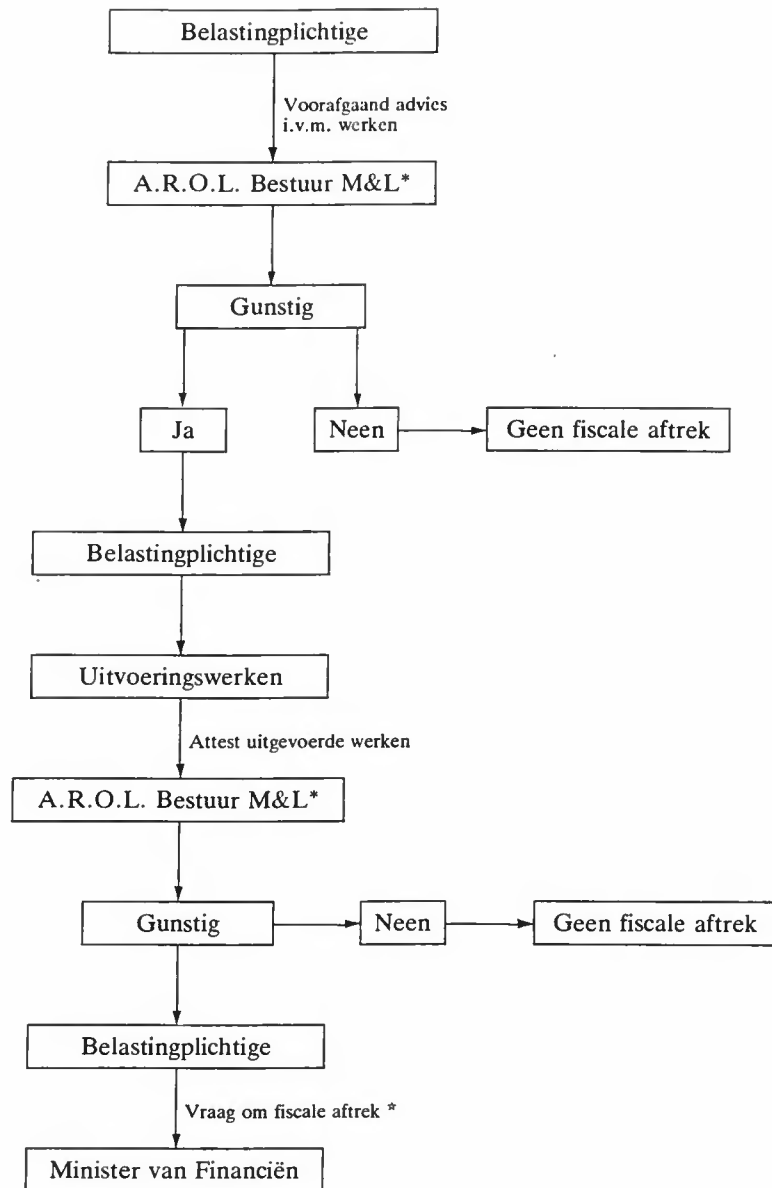 Belastingplichtige
Voorafgaand advies
i.v.m. werken
A.R.O.L. Bestuur M&L*
Gunstig
Ja
Neen
Geen fiscale aftrek
Belastingplichtige
Uitvoeringswerken
Attest uitgevoerde werken
A.R.O.L. Bestuur M&L*
Gunstig
Neen
Geen fiscale aftrek
Belastingplichtige
Vraag om fiscale aftrek *
Minister van Financiën